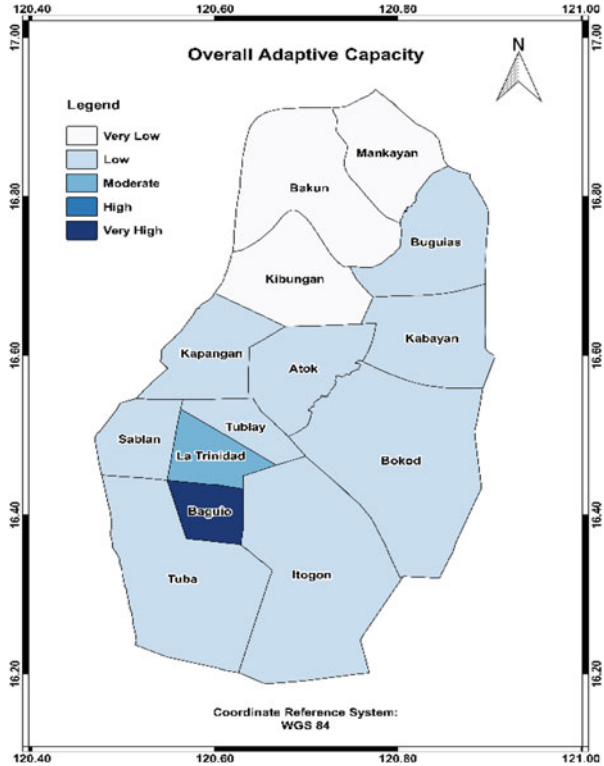 120.40 120.60 120.80 121.00
17.00 17.00
Overall Adaptive Capacity
N
Legend
Very Low
Low
Moderate
High
Very High
Mankayan
Bakun
16.80 16.80
Buguias
Kibungan
Kabayan
Kapangan
Atok
16.60 16.60
Tublay
Sablan
La Trinidad
Bokod
Baguio
16.40 16.40
Itogon
Tuba
16.20 16.20
Coordinate Reference System:
WGS 84
120.40 120.60 120.80 121.00